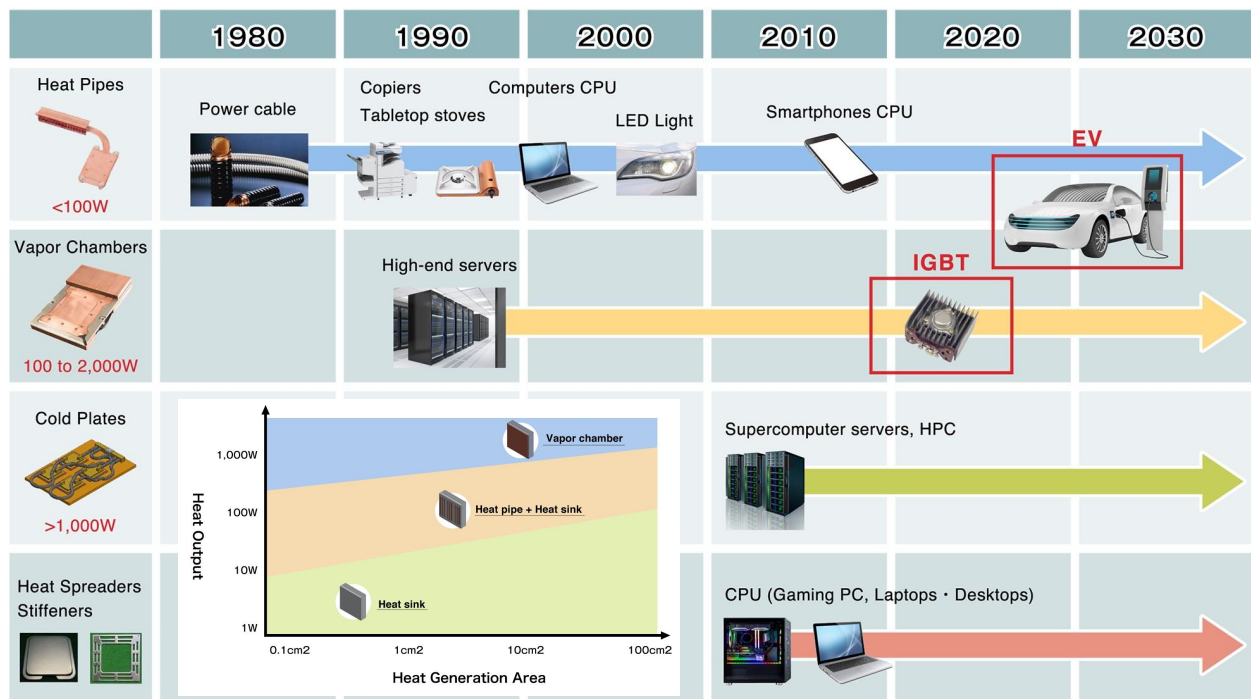 1980
1990
2000
2010
2020
2030
Heat Pipes
<100W
Power cable
Copiers
Tabletop stoves
Computers CPU
LED Light
Smartphones CPU
EV
Vapor Chambers
100 to 2,000W
High-end servers
IGBT
Cold Plates
>1,000W
Supercomputer servers, HPC
Heat Spreaders
Stiffeners
CPU (Gaming PC, Laptops・Desktops)
Heat Output
1,000W
100W
10W
1W
Vapor chamber
Heat pipe + Heat sink
Heat sink
0.1cm2
1cm2
10cm2
100cm2
Heat Generation Area